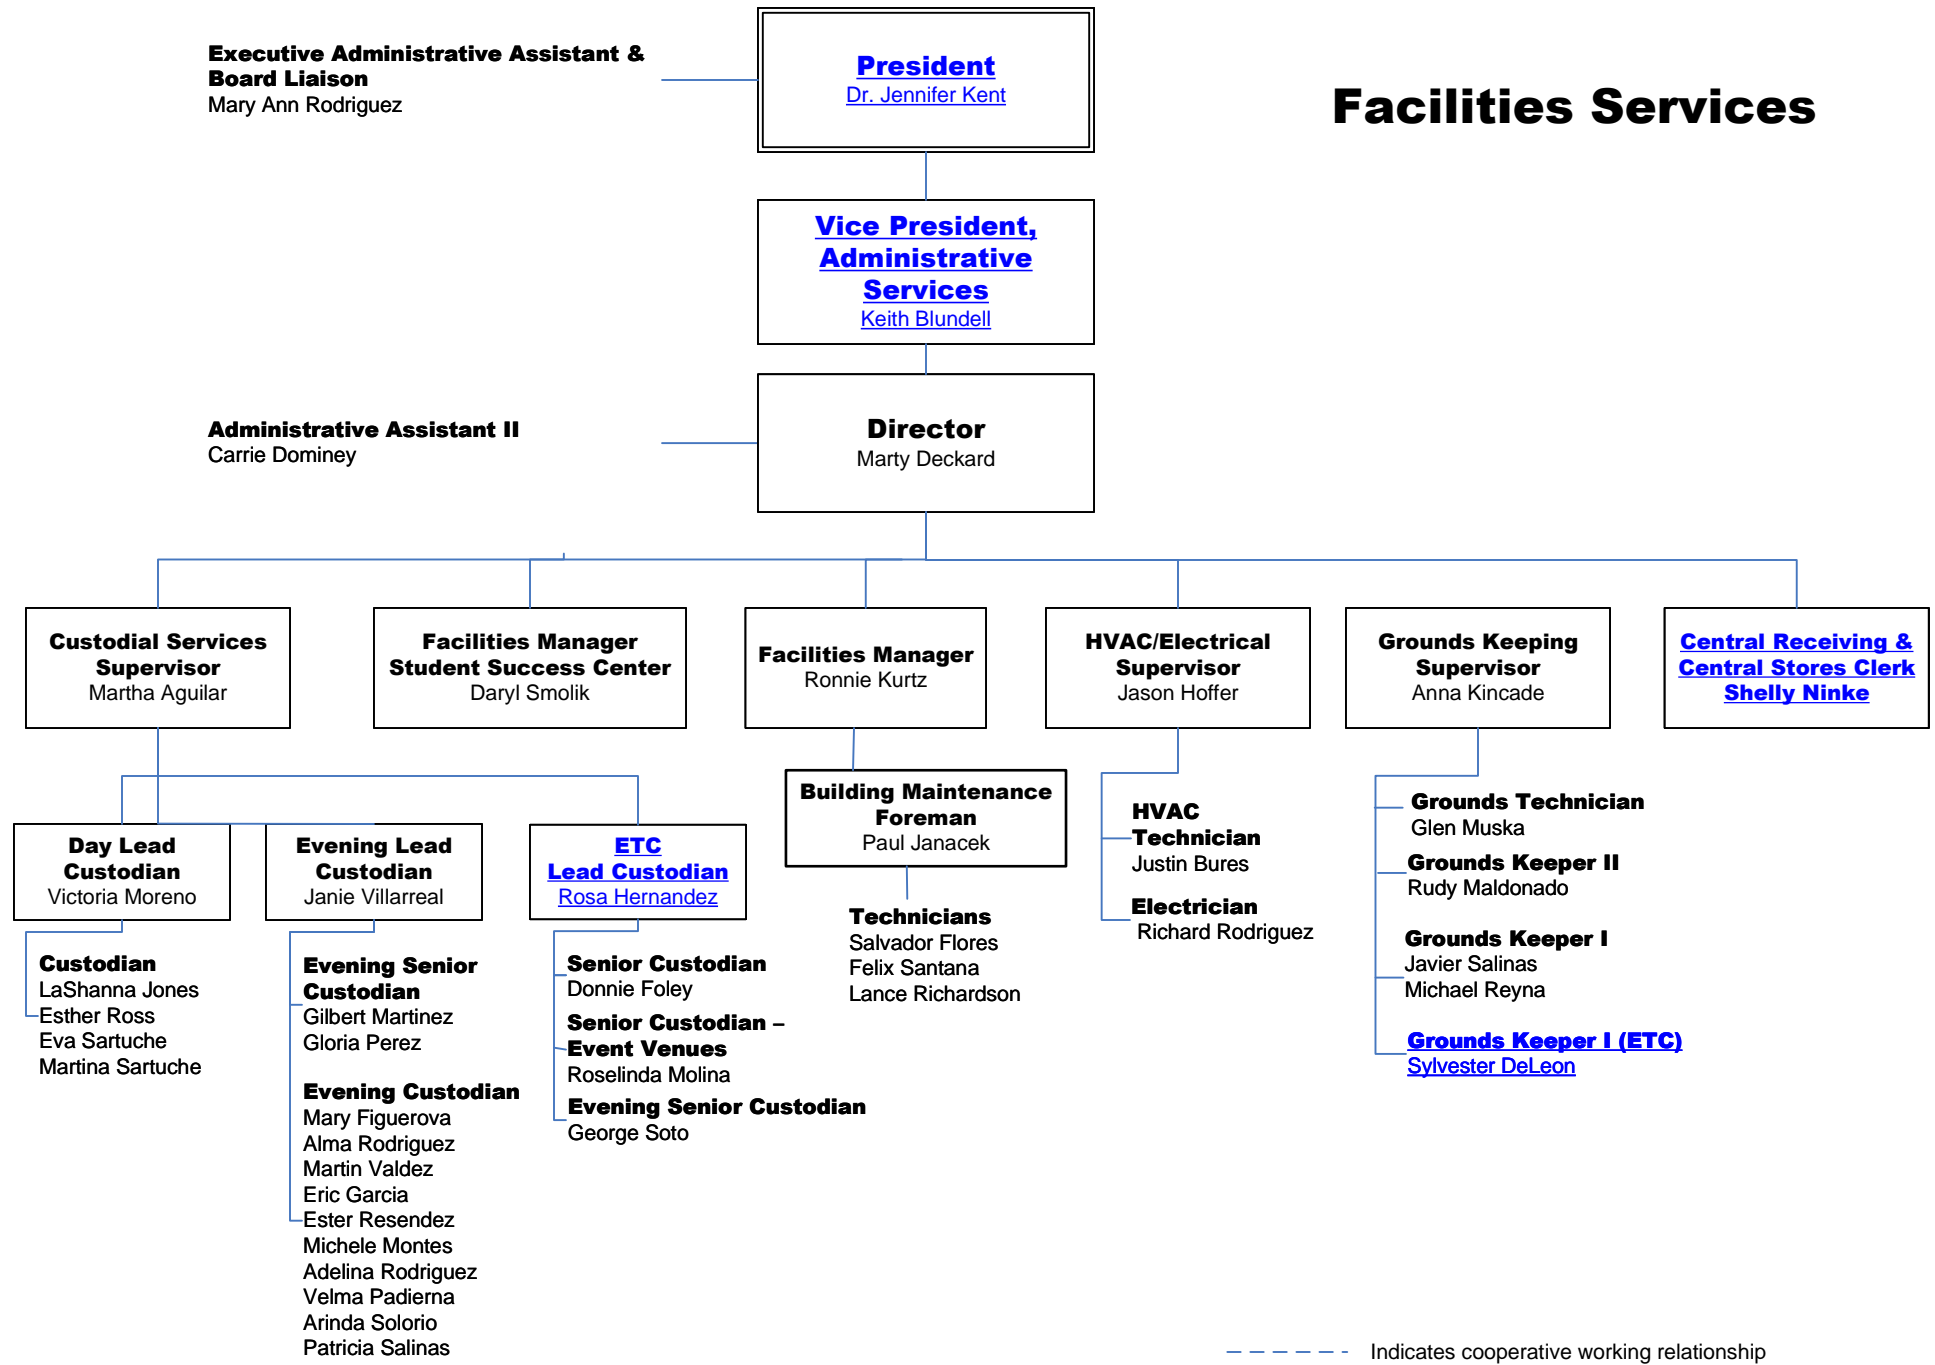 Executive Administrative Assistant &
Board Liaison
Mary Ann Rodriguez
President
Dr. Jennifer Kent
Facilities Services
Vice President,
Administrative
Services
Keith Blundell
Administrative Assistant II
Carrie Dominey
Director
Marty Deckard
Custodial Services
Supervisor
Martha Aguilar
Facilities Manager
Student Success Center
Daryl Smolik
Facilities Manager
Ronnie Kurtz
HVAC/Electrical
Supervisor
Jason Hoffer
Grounds Keeping
Supervisor
Anna Kincade
Central Receiving &
Central Stores Clerk
Shelly Ninke
Day Lead
Custodian
Victoria Moreno
Custodian
LaShanna Jones
Esther Ross
Eva Sartuche
Martina Sartuche
Evening Lead
Custodian
Janie Villarreal
Evening Senior
Custodian
Gilbert Martinez
Gloria Perez
Evening Custodian
Mary Figuerova
Alma Rodriguez
Martin Valdez
Eric Garcia
Ester Resendez
Michele Montes
Adelina Rodriguez
Velma Padierna
Arinda Solorio
Patricia Salinas
ETC
Lead Custodian
Rosa Hernandez
Senior Custodian
Donnie Foley
Senior Custodian –
Event Venues
Roselinda Molina
Evening Senior Custodian
George Soto
Building Maintenance
Foreman
Paul Janacek
Technicians
Salvador Flores
Felix Santana
Lance Richardson
HVAC
Technician
Justin Bures
Electrician
Richard Rodriguez
Grounds Technician
Glen Muska
Grounds Keeper II
Rudy Maldonado
Grounds Keeper I
Javier Salinas
Michael Reyna
Grounds Keeper I (ETC)
Sylvester DeLeon
Indicates cooperative working relationship